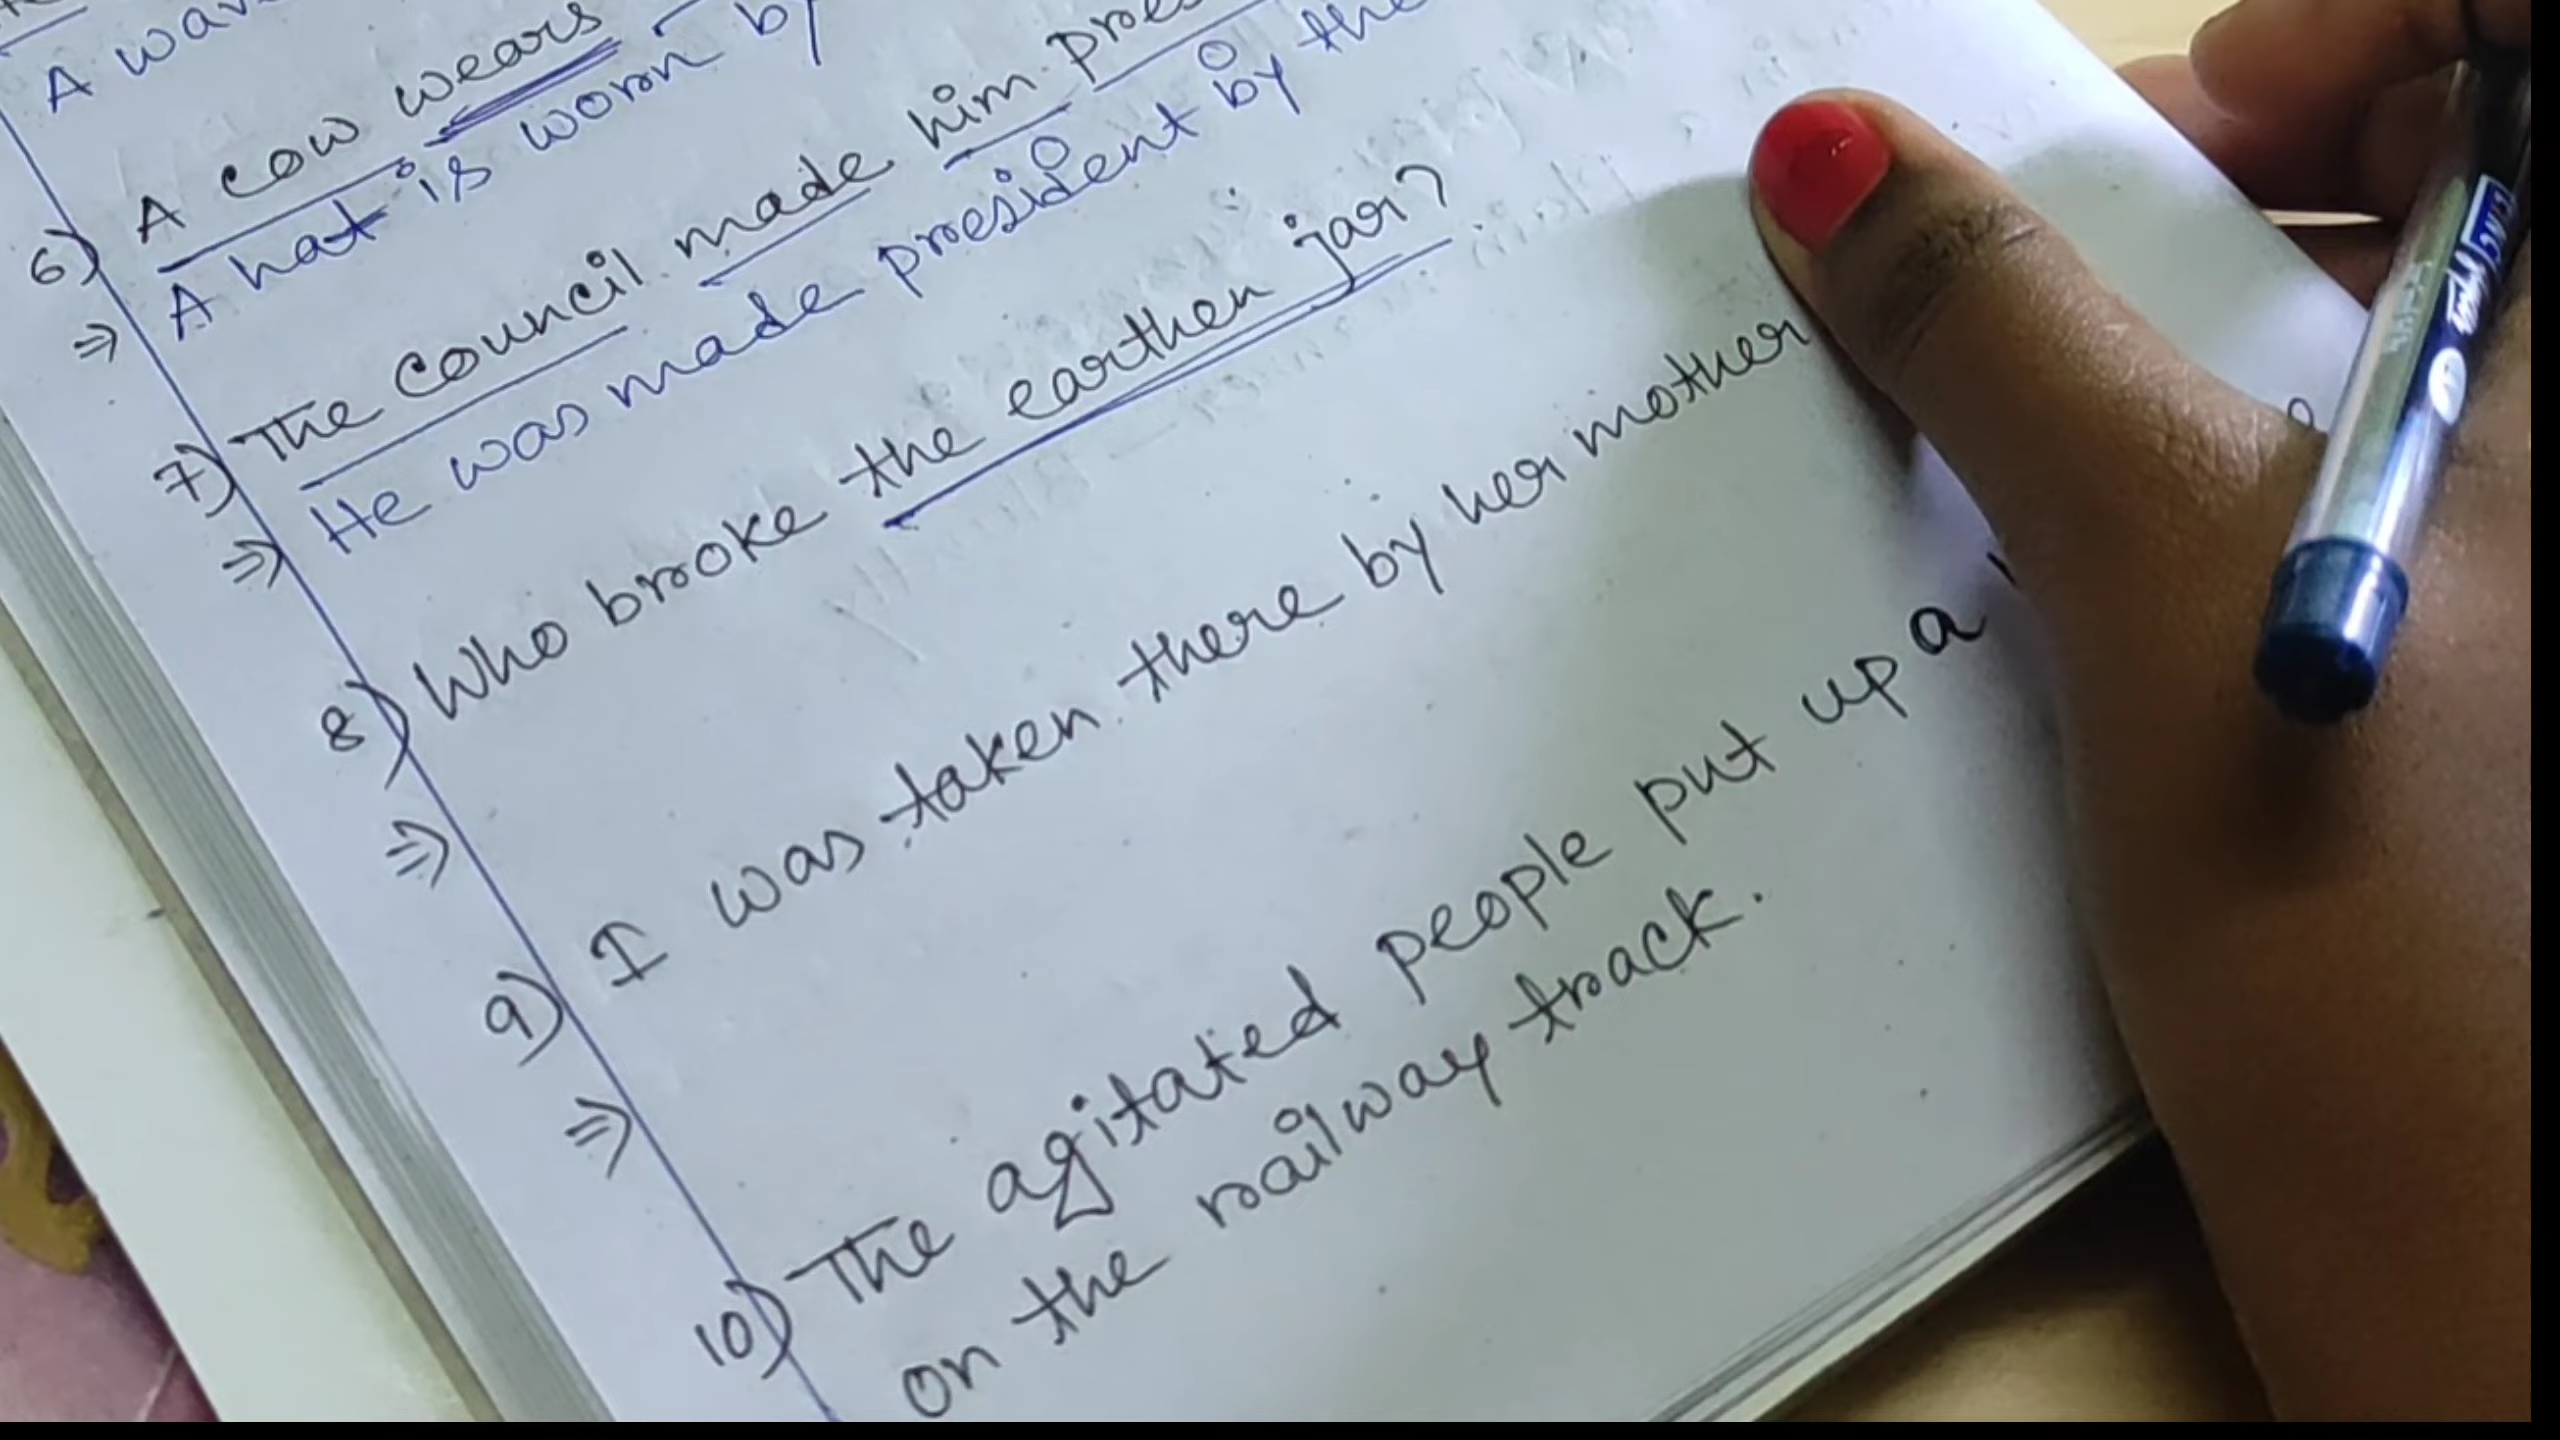 A
6) A cow wears
⇒ A hat is worn by
7) The Council made him
⇒ He was made president by the
8) Who broke the earthen jar?
⇒
9) I was taken there by her mother
⇒
10) The agitated people put up a
on the railway track.